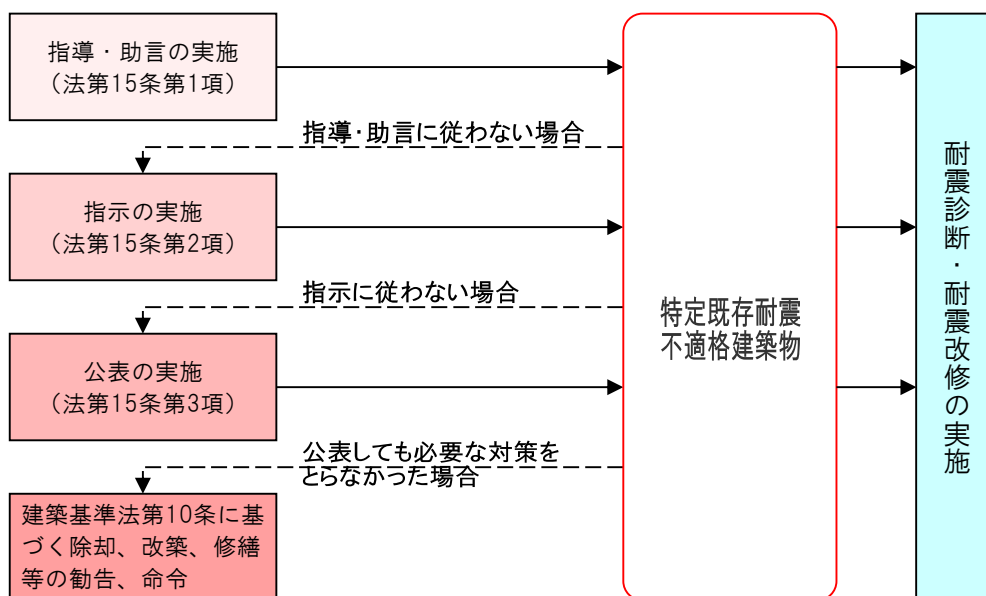 指導・助言の実施
（法第15条第1項）
指導・助言に従わない場合
指示の実施
（法第15条第2項）
指示に従わない場合
公表の実施
（法第15条第3項）
公表しても必要な対策を
とらなかった場合
建築基準法第10条に基
づく除却、改築、修繕
等の勧告、命令
特定既存耐震
不適格建築物
耐震診断・耐震改修の実施